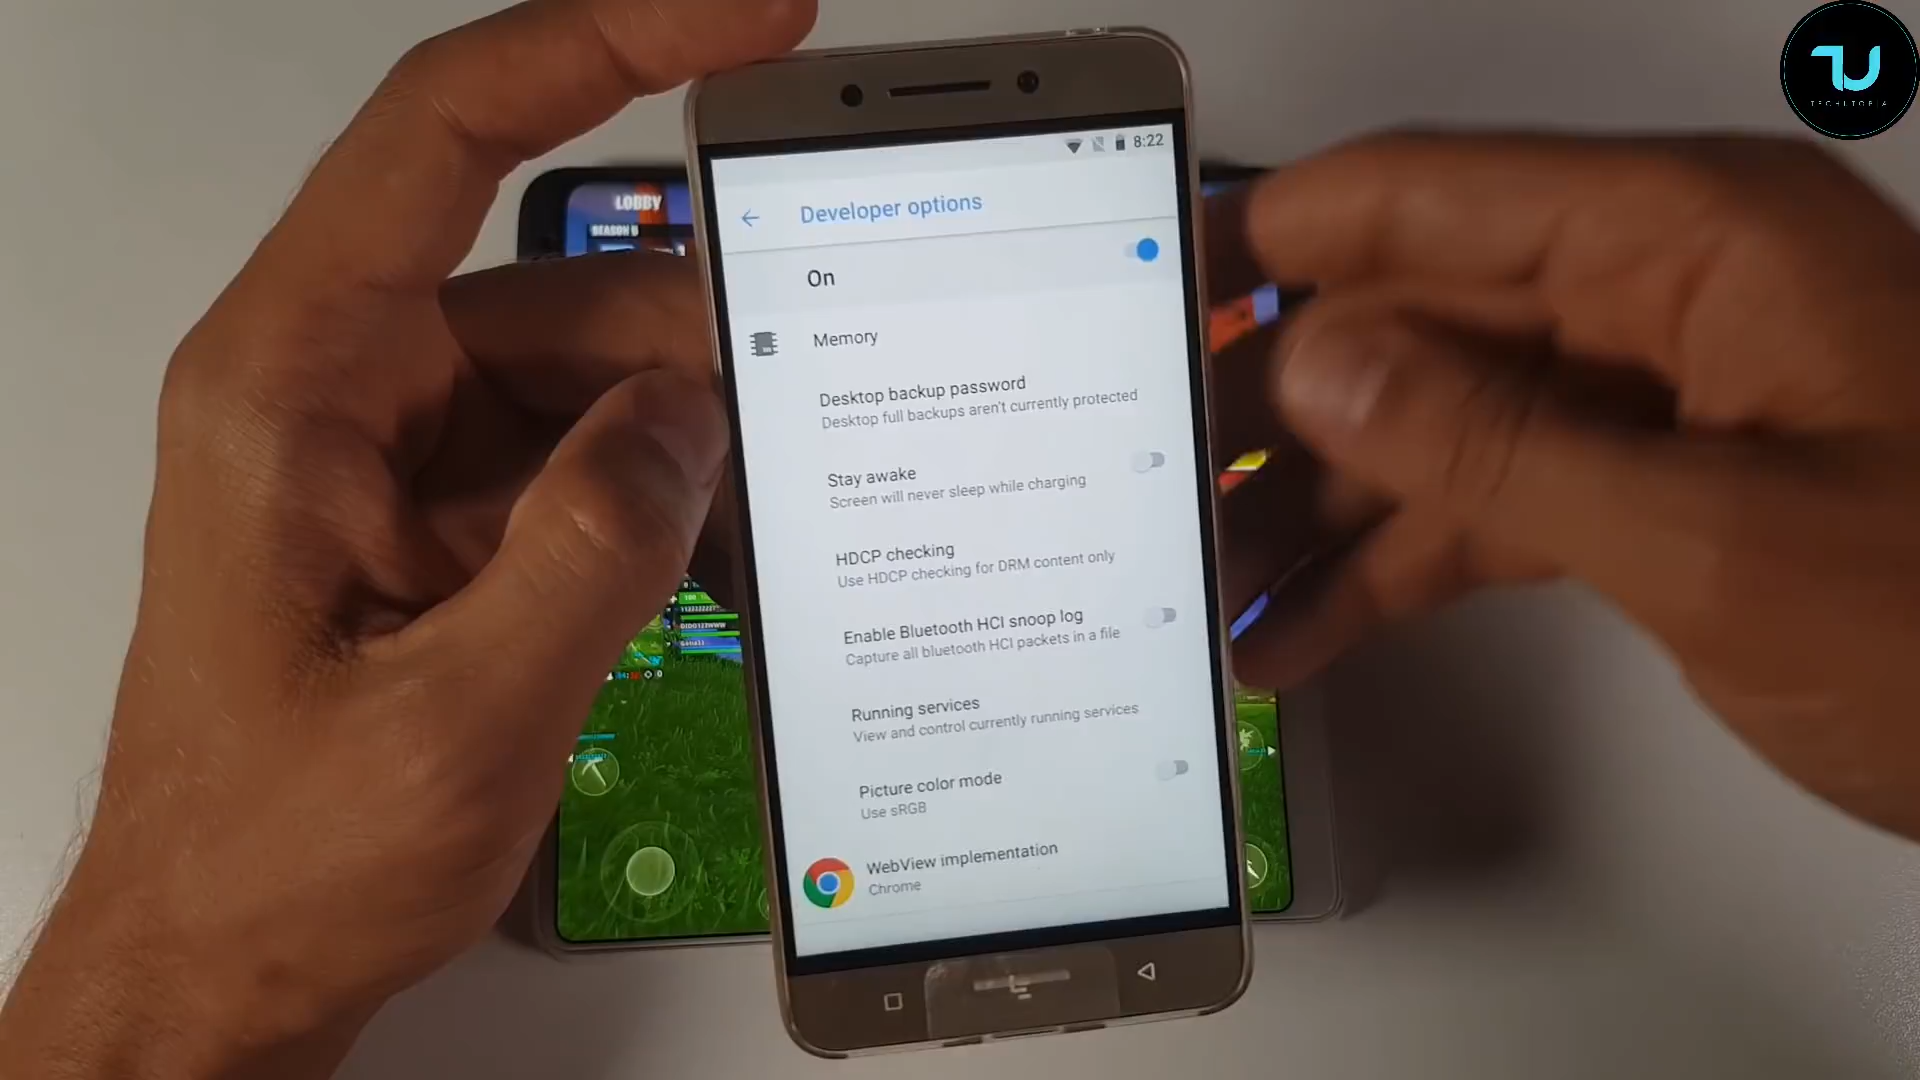 TECHUTOPIA
8:22
LOBBY
SEASON 5
Developer options
On
Memory
Desktop backup password
Desktop full backups aren't currently protected
Stay awake
Screen will never sleep while charging
HDCP checking
Use HDCP checking for DRM content only
Enable Bluetooth HCI snoop log
Capture all bluetooth HCI packets in a file
Running services
View and control currently running services
Picture color mode
Use sRGB
WebView implementation
Chrome